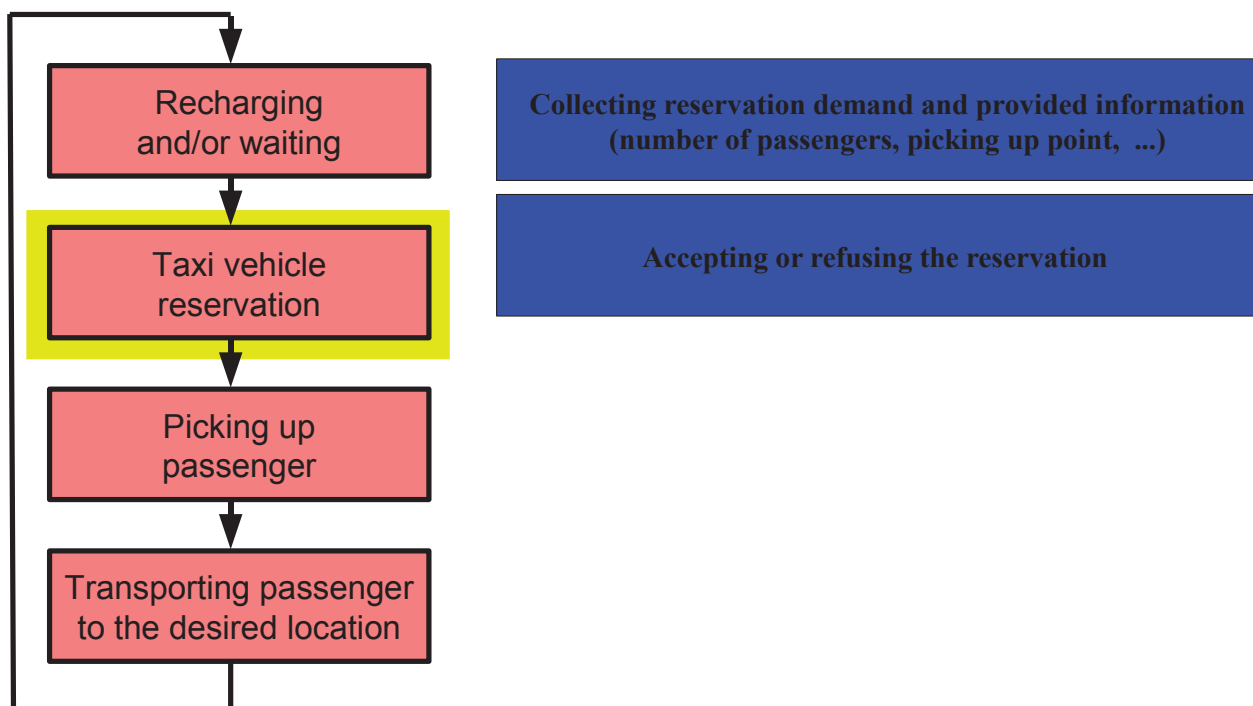 Recharging
and/or waiting
Taxi vehicle
reservation
Picking up
passenger
Transporting passenger
to the desired location
Collecting reservation demand and provided information
(number of passengers, picking up point, ...)
Accepting or refusing the reservation